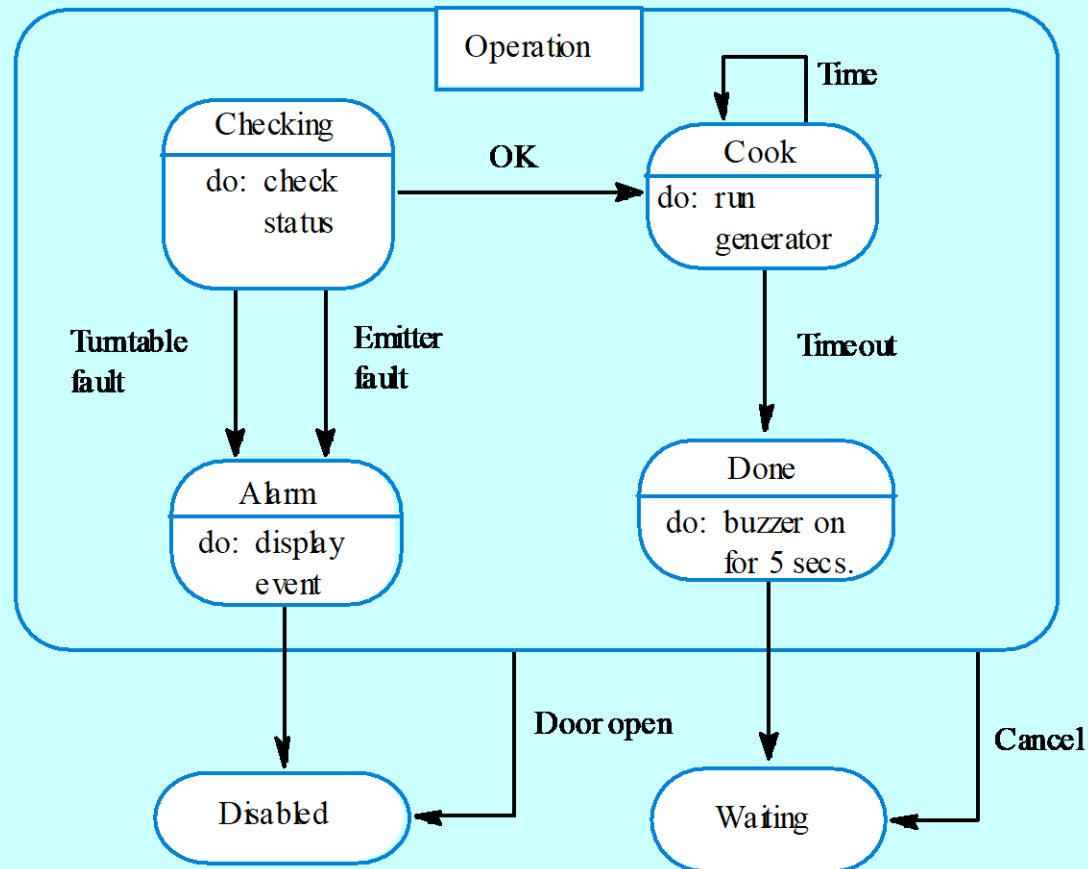 Operation
Time
Checking
do: check
status
OK
Cook
do: run
generator
Turntable
fault
Emitter
fault
Timeout
Alarm
do: display
event
Done
do: buzzer on
for 5 secs.
Door open
Cancel
Disabled
Waiting